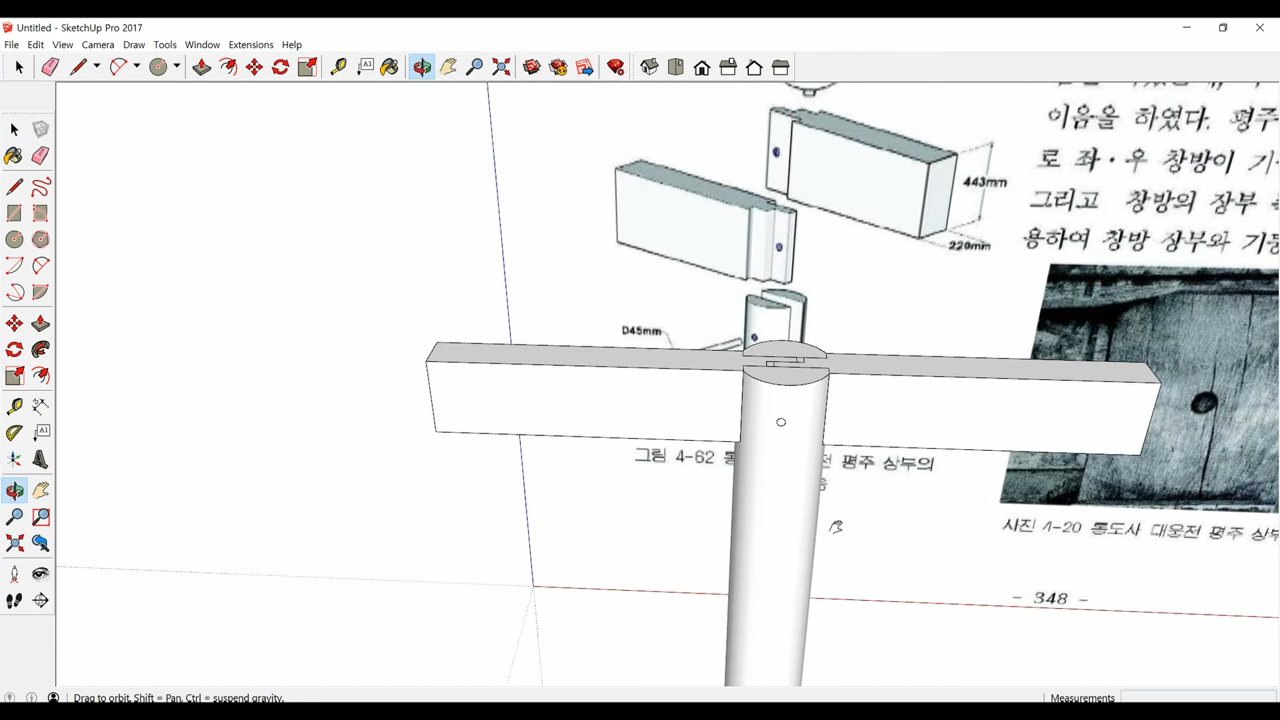 Untitled - SketchUp Pro 2017
File Edit View Camera Draw Tools Window Extensions Help
이음을 하였다. 평주
로 좌·우 창방이 기
443mm
그리고 창방의 장부
220mm
용하여 창방 상부와 기둥
D45mm
그림 4-62 통 전 평주 상부의
음
사진 4-20 통도사 대웅전 평주 상부
- 348 -
Drag to orbit. Shift = Pan, Ctrl = suspend gravity.
Measurements